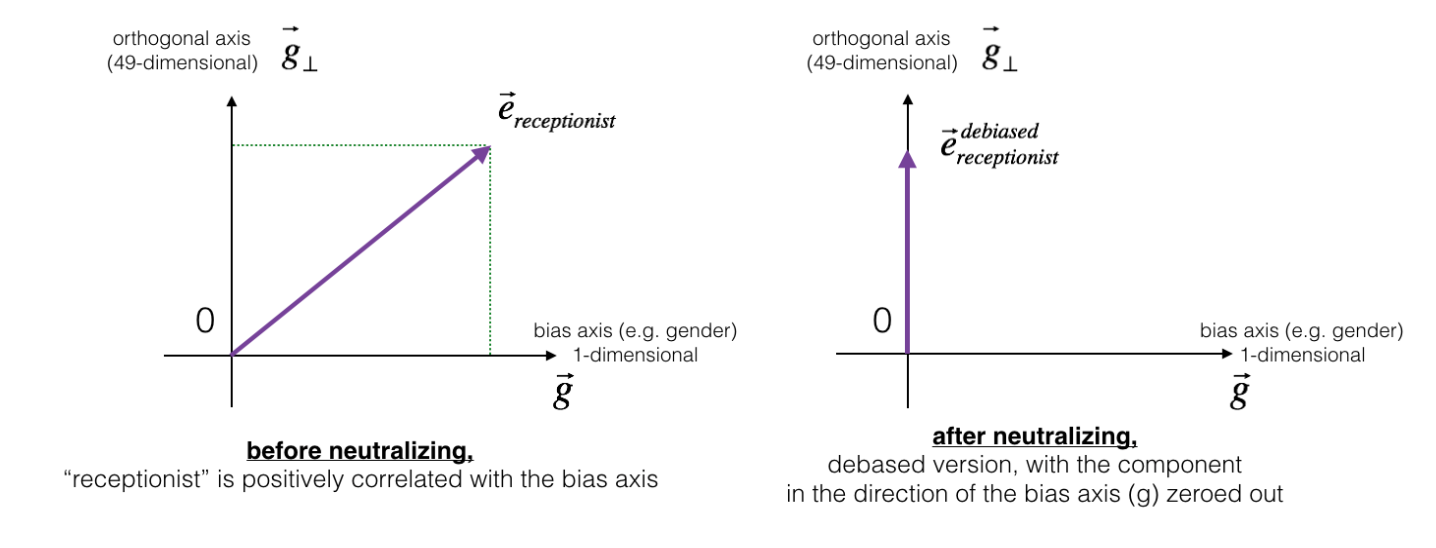 orthogonal axis
(49-dimensional)
g⃗⊥
e⃗receptionist
0
bias axis (e.g. gender)
1-dimensional
g⃗
before neutralizing,
“receptionist” is positively correlated with the bias axis
orthogonal axis
(49-dimensional)
g⃗⊥
e⃗debiased receptionist
0
bias axis (e.g. gender)
1-dimensional
g⃗
after neutralizing,
debased version, with the component
in the direction of the bias axis (g) zeroed out